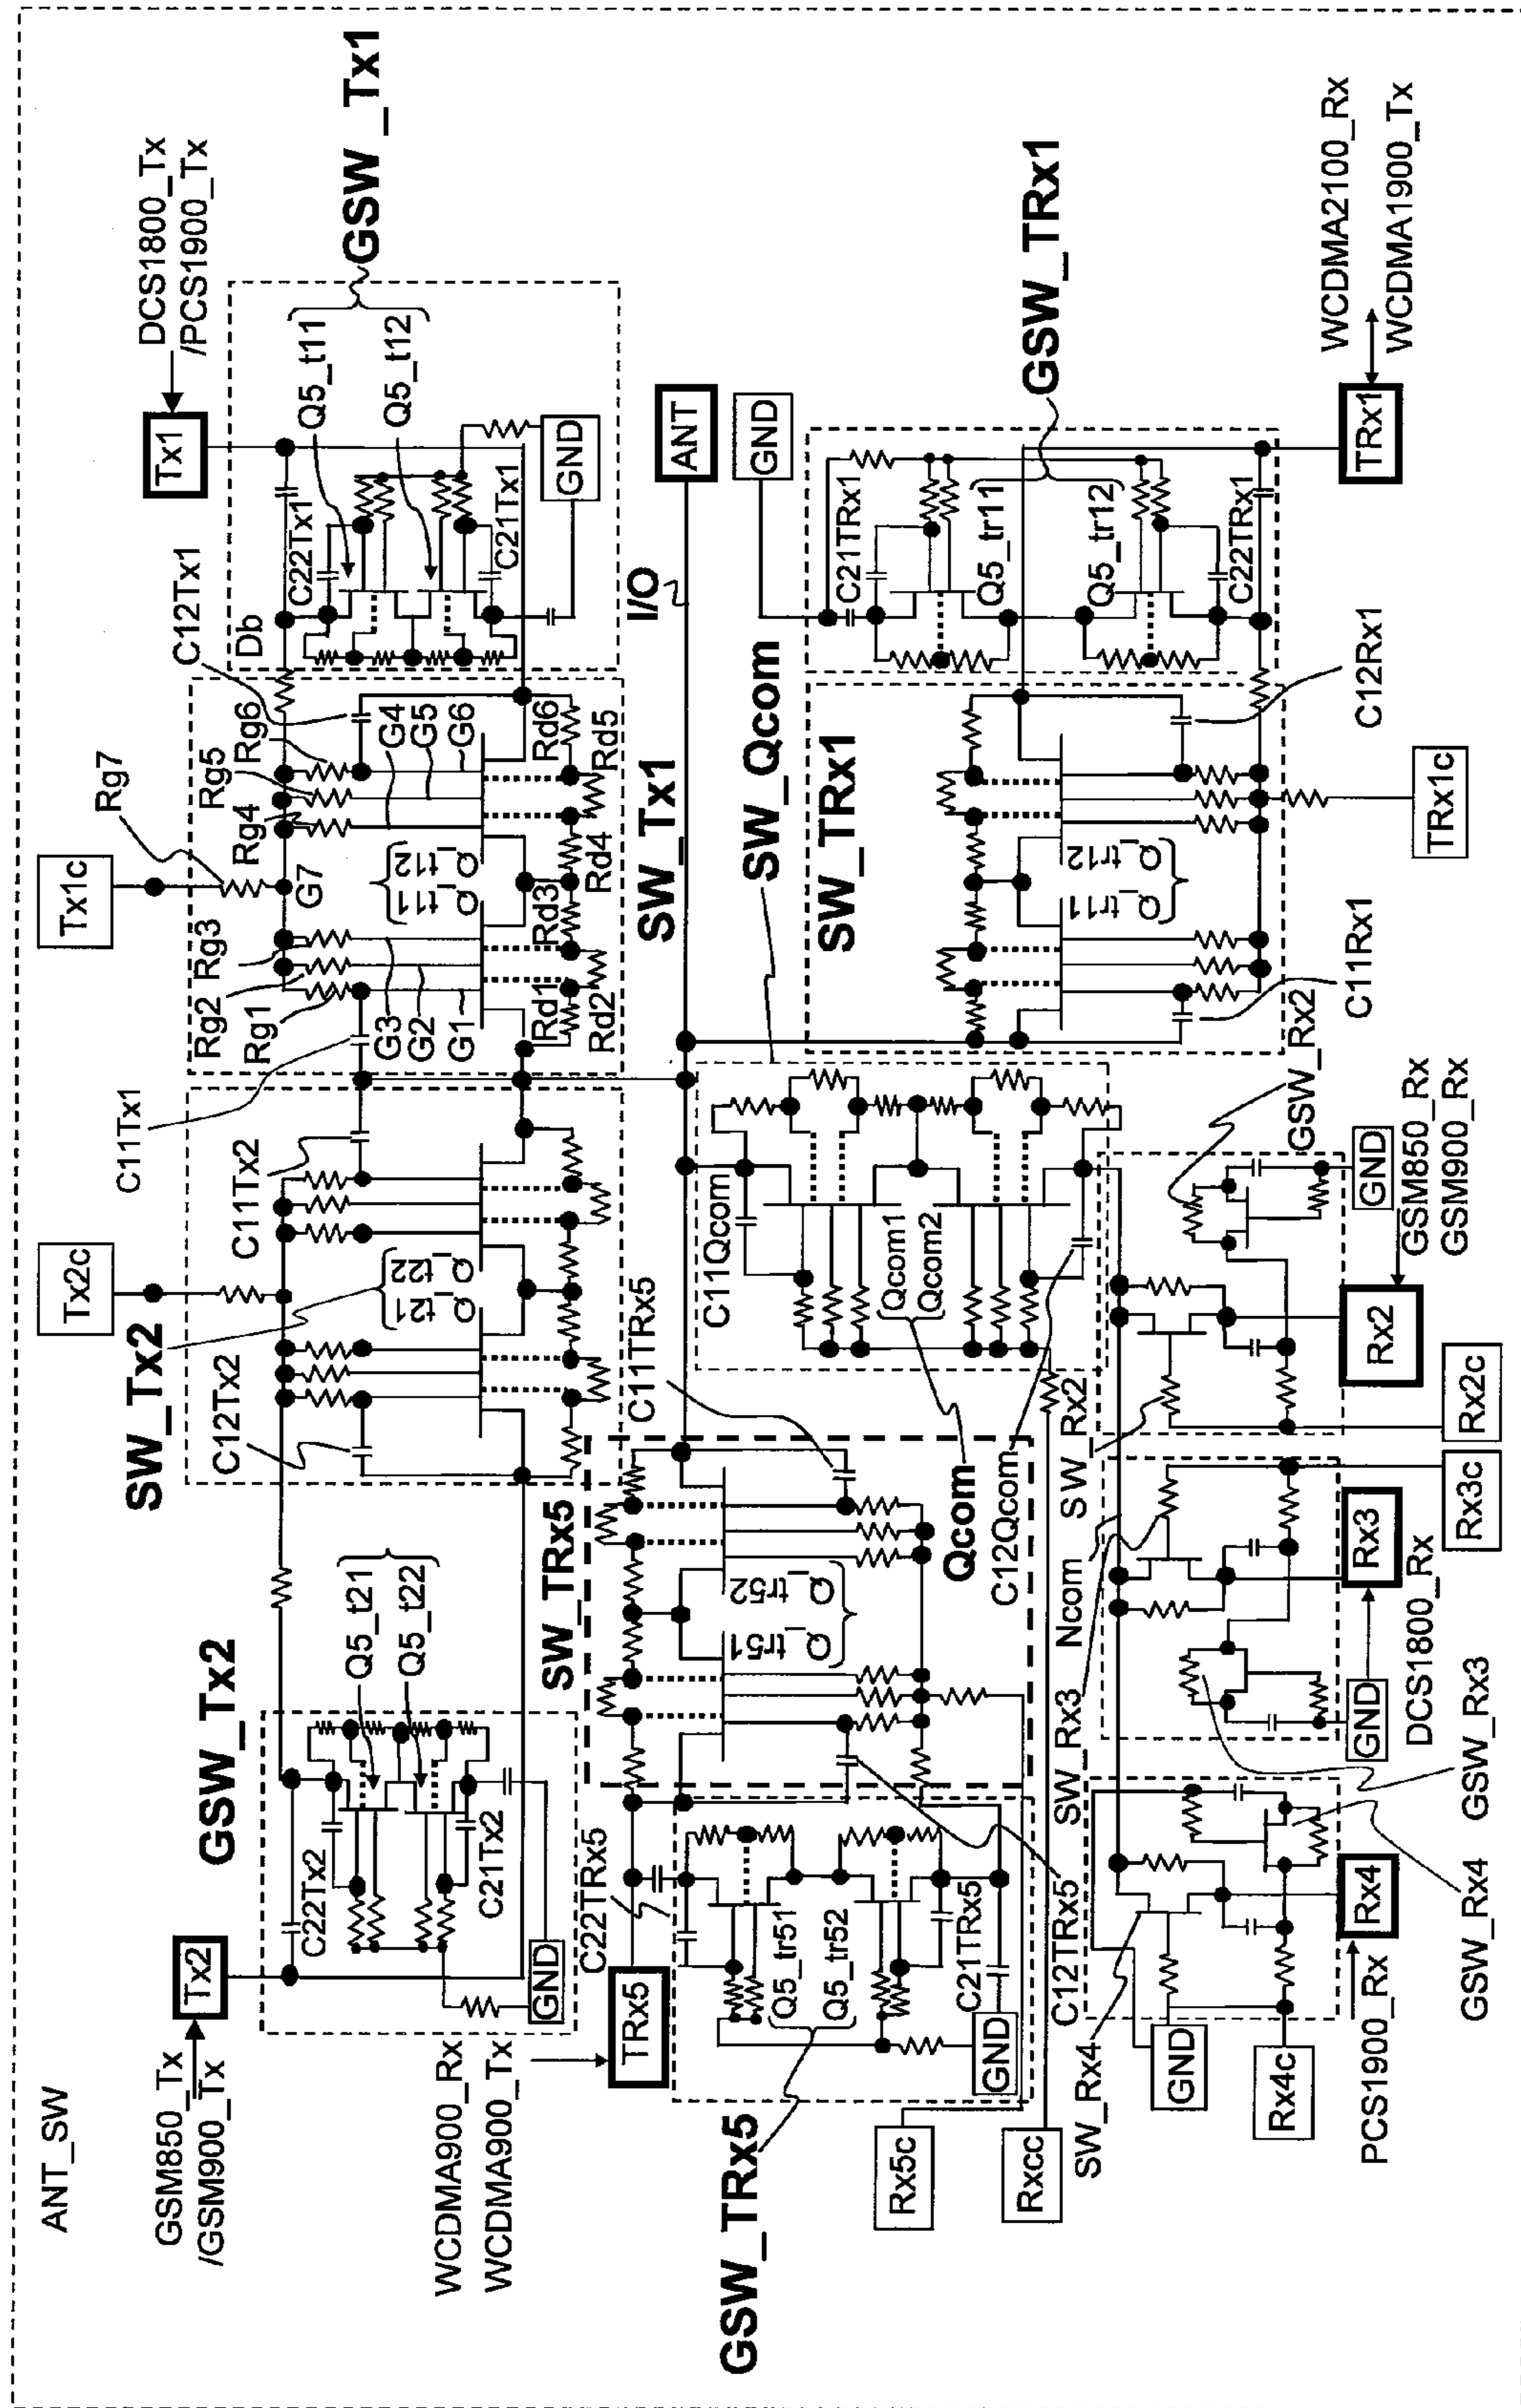 ANT_SW
GSM850_Tx
/GSM900_Tx
Tx2
GSW_Tx2
C22Tx2
Q5_t21
Q5_t22
C21Tx2
GND
SW_Tx2
Tx2c
C12Tx2
Q_t21
Q_t22
C11Tx2
C11Tx1
Tx1c
Rg7
G7
Rg1
Rg2
Rg3
Rg4
Rg5
Rg6
G3
G2
G1
Q_t11
Q_t12
G4
G5
G6
C12Tx1
Rd1
Rd2
Rd3
Rd4
Rd5
Rd6
SW_Tx1
DCS1800_Tx
/PCS1900_Tx
Tx1
Db
C22Tx1
Q5_t11
Q5_t12
C21Tx1
GND
GSW_Tx1
I/O
ANT
WCDMA900_Rx
WCDMA900_Tx
TRx5
C22TRx5
Q5_tr51
Q5_tr52
C21TRx5
GND
GSW_TRx5
SW_TRx5
Q_tr51
Q_tr52
C11TRx5
C12TRx5
Rx5c
Rxcc
C11Qcom
Qcom1
Qcom2
Qcom
C12Qcom
SW_Qcom
SW_TRx1
Q_tr11
Q_tr12
C11Rx1
C12Rx1
TRx1c
GND
C21TRx1
Q5_tr11
Q5_tr12
C22TRx1
GSW_TRx1
TRx1
WCDMA2100_Rx
WCDMA1900_Tx
SW_Rx4
GND
Rx4c
Rx4
PCS1900_Rx
GSW_Rx4
SW_Rx3
Ncom
GND
Rx3
DCS1800_Rx
Rx3c
GSW_Rx3
SW_Rx2
Rx2c
Rx2
GND
GSM850_Rx
GSM900_Rx
GSW_Rx2